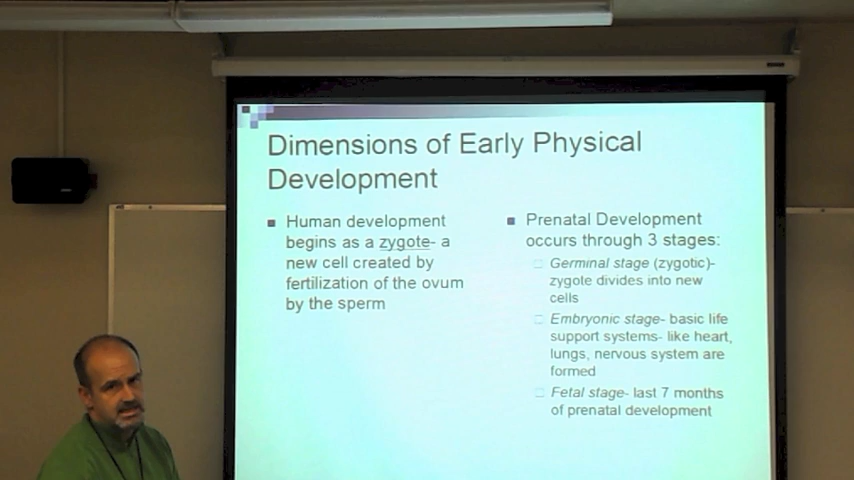 Dimensions of Early Physical
Development
Human development
begins as a zygote- a
new cell created by
fertilization of the ovum
by the sperm
Prenatal Development
occurs through 3 stages:
Germinal stage (zygotic)-
zygote divides into new
cells
Embryonic stage- basic life
support systems- like heart,
lungs, nervous system are
formed
Fetal stage- last 7 months
of prenatal development